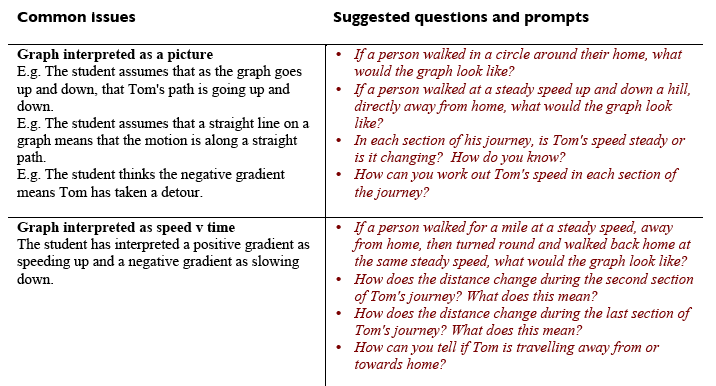 Common issues
Suggested questions and prompts
Graph interpreted as a picture
E.g. The student assumes that as the graph goes
up and down, that Tom's path is going up and
down.
E.g. The student assumes that a straight line on a
graph means that the motion is along a straight
path.
E.g. The student thinks the negative gradient
means Tom has taken a detour.
• If a person walked in a circle around their home, what
would the graph look like?
• If a person walked at a steady speed up and down a hill,
directly away from home, what would the graph look
like?
• In each section of his journey, is Tom's speed steady or
is it changing? How do you know?
• How can you work out Tom's speed in each section of
the journey?
Graph interpreted as speed v time
The student has interpreted a positive gradient as
speeding up and a negative gradient as slowing
down.
• If a person walked for a mile at a steady speed, away
from home, then turned round and walked back home at
the same steady speed, what would the graph look like?
• How does the distance change during the second section
of Tom's journey? What does this mean?
• How does the distance change during the last section of
Tom's journey? What does this mean?
• How can you tell if Tom is travelling away from or
towards home?